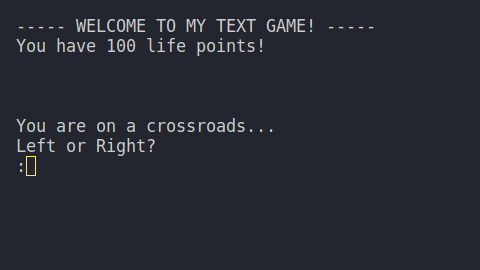 ----- WELCOME TO MY TEXT GAME! -----
You have 100 life points!
You are on a crossroads...
Left or Right?
: